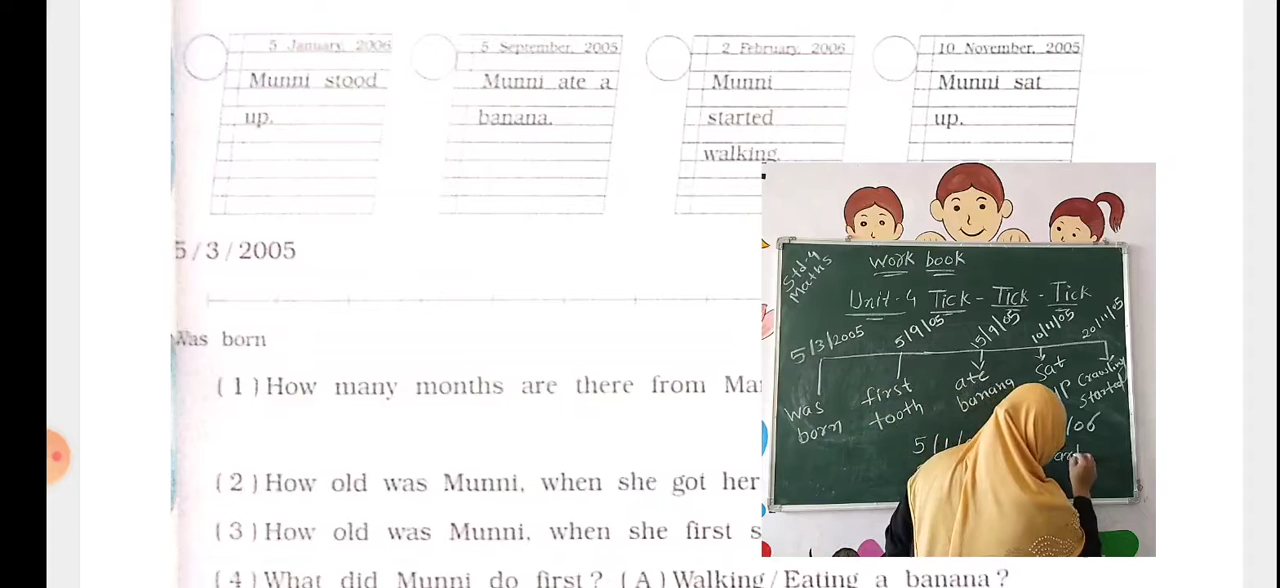 5 January, 2006
Munni stood
up.
5 September, 2005
Munni ate a
banana.
2 February, 2006
Munni
started
walking.
10 November, 2005
Munni sat
up.
5/3/2005
Was born
(1) How many months are there from
(2) How old was Munni, when she got her
(3) How old was Munni, when she first
(4) What did Munni do first? (A) Walking/Eating a banana?
Std-4
Maths
Work book
Unit-4 Tick - Tick - Tick
5/3/2005
5/9/05
15/9/05
10/11/05
20/11/05
was
born
first
tooth
ate
banana
Sat
Crawling
Started
5/1/
/06